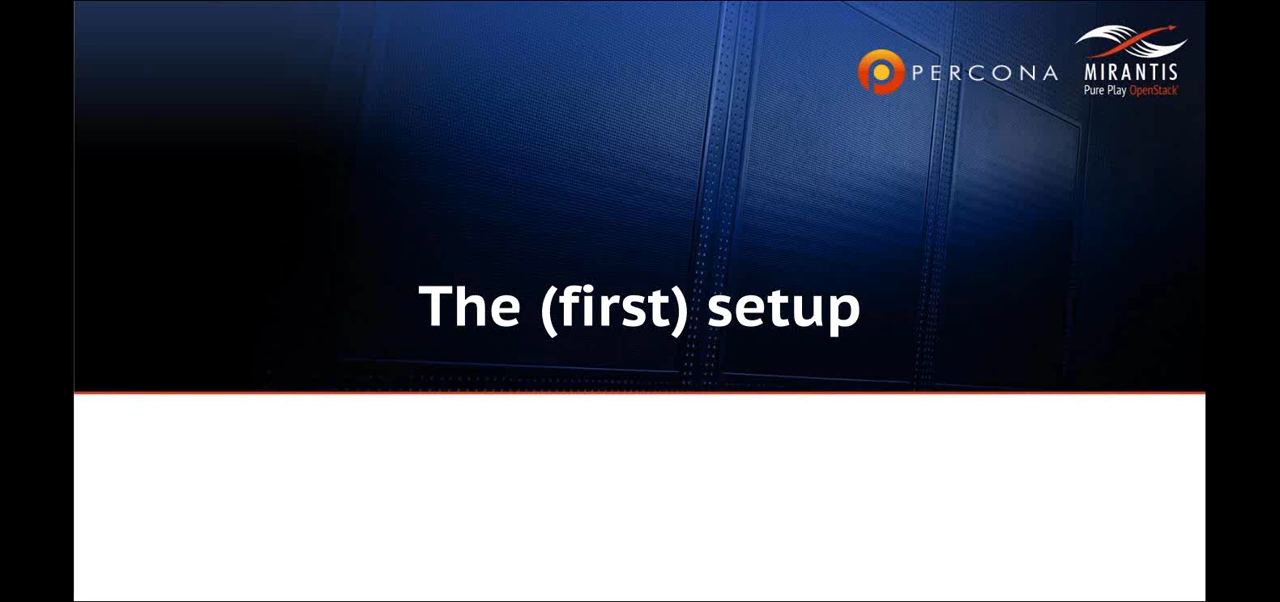 PERCONA
MIRANTIS
Pure Play OpenStack®
The (first) setup